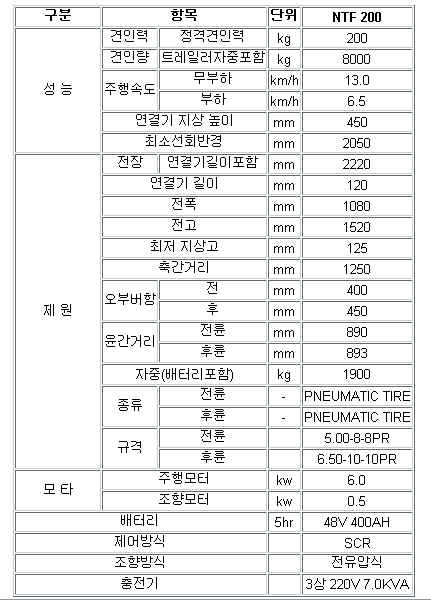 구분 항목 단위 NTF 200
성 능 견인력 정격견인력 kg 200
견인량 트레일러자중포함 kg 8000
주행속도 무부하 km/h 13.0
부하 km/h 6.5
연결기 지상 높이 mm 450
최소선회반경 mm 2050
제 원 전장 연결기길이포함 mm 2220
연결기 길이 mm 120
전폭 mm 1080
전고 mm 1520
최저 지상고 mm 125
축간거리 mm 1250
오부버항 전 mm 400
후 mm 450
윤간거리 전륜 mm 890
후륜 mm 893
자중(배터리포함) kg 1900
종류 전륜 - PNEUMATIC TIRE
후륜 - PNEUMATIC TIRE
규격 전륜 5.00-8-8PR
후륜 6.50-10-10PR
모 타 주행모터 kw 6.0
조향모터 kw 0.5
배터리 5hr 48V 400AH
제어방식 SCR
조향방식 전유압식
충전기 3상 220V 7.0KVA